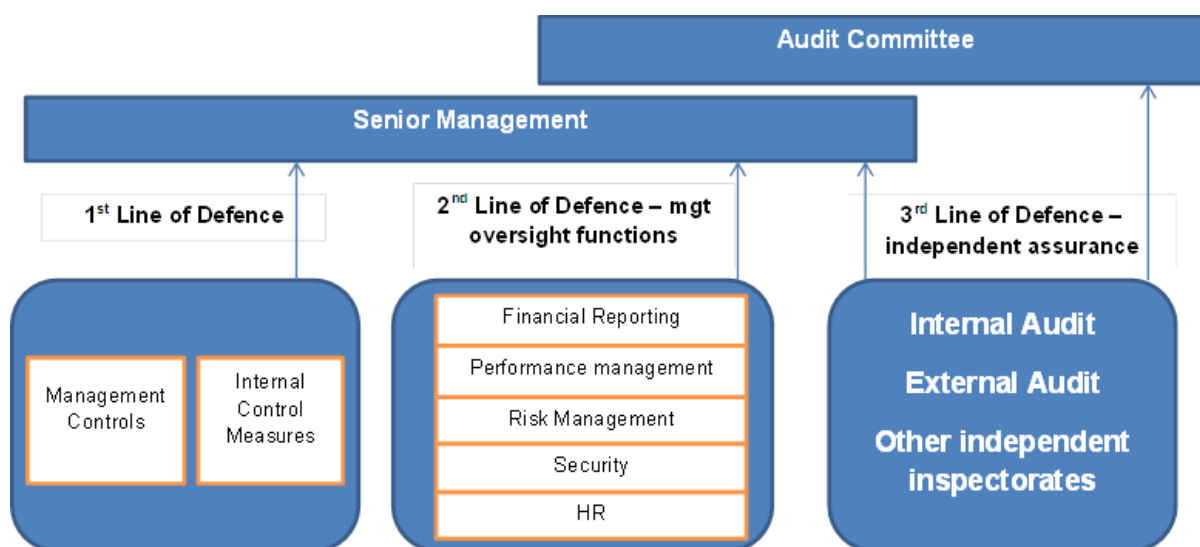 Audit Committee
Senior Management
1st Line of Defence
2nd Line of Defence – mgt
oversight functions
3rd Line of Defence –
independent assurance
Management
Controls
Internal
Control
Measures
Financial Reporting
Performance management
Risk Management
Security
HR
Internal Audit
External Audit
Other independent
inspectorates